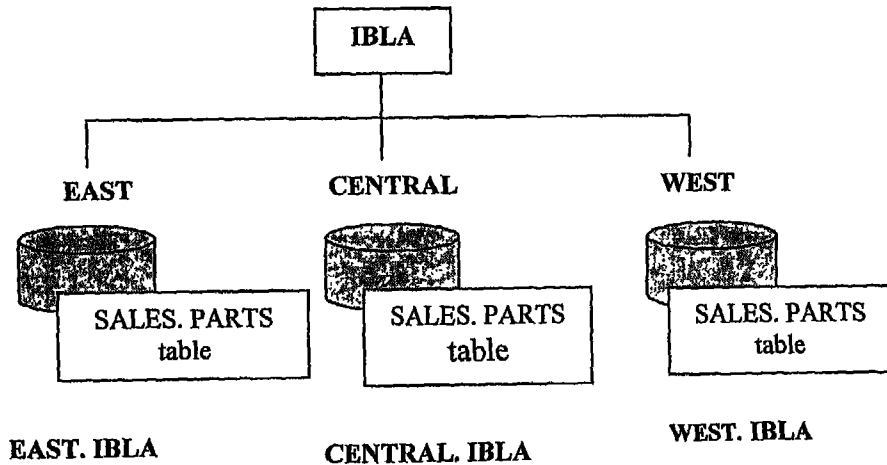 IBLA
EAST CENTRAL WEST
SALES. PARTS
table
SALES. PARTS
table
SALES. PARTS
table
EAST. IBLA CENTRAL. IBLA WEST. IBLA